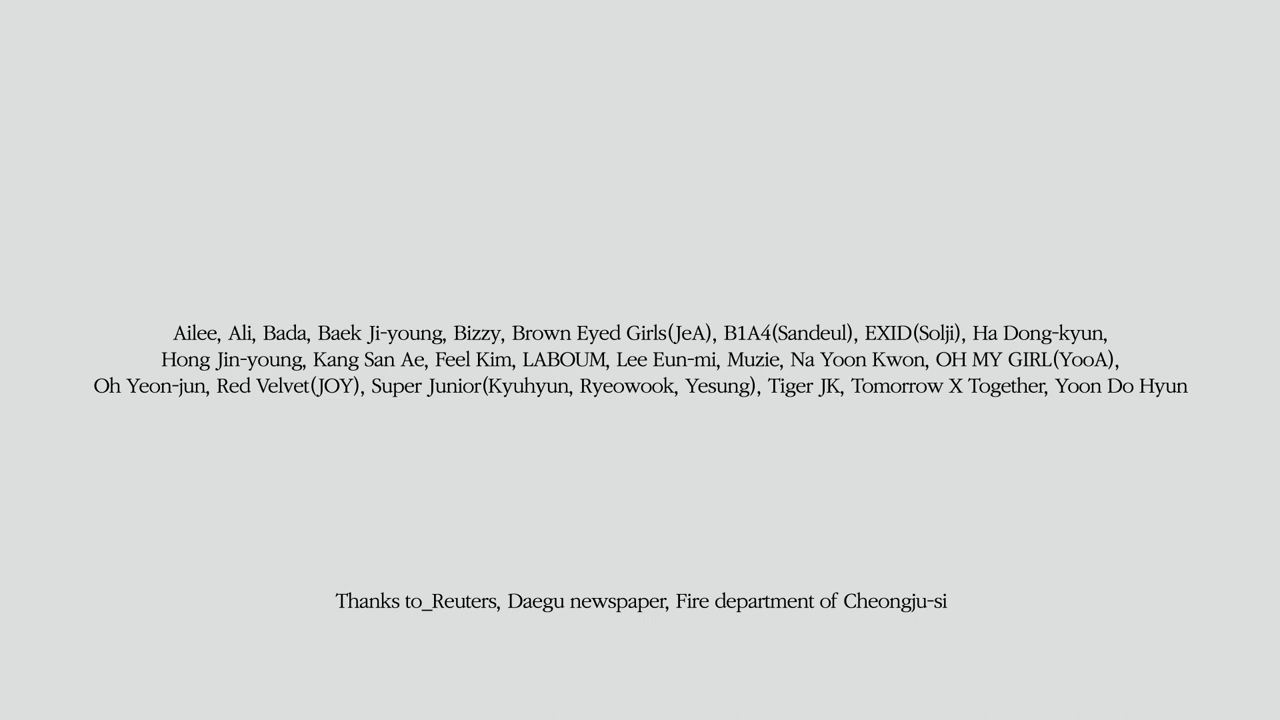 Ailee, Ali, Bada, Baek Ji-young, Bizzy, Brown Eyed Girls(JeA), B1A4(Sandeul), EXID(Solji), Ha Dong-kyun,
Hong Jin-young, Kang San Ae, Feel Kim, LABOUM, Lee Eun-mi, Muzie, Na Yoon Kwon, OH MY GIRL(YooA),
Oh Yeon-jun, Red Velvet(JOY), Super Junior(Kyuhyun, Ryeowook, Yesung), Tiger JK, Tomorrow X Together, Yoon Do Hyun
Thanks to_Reuters, Daegu newspaper, Fire department of Cheongju-si